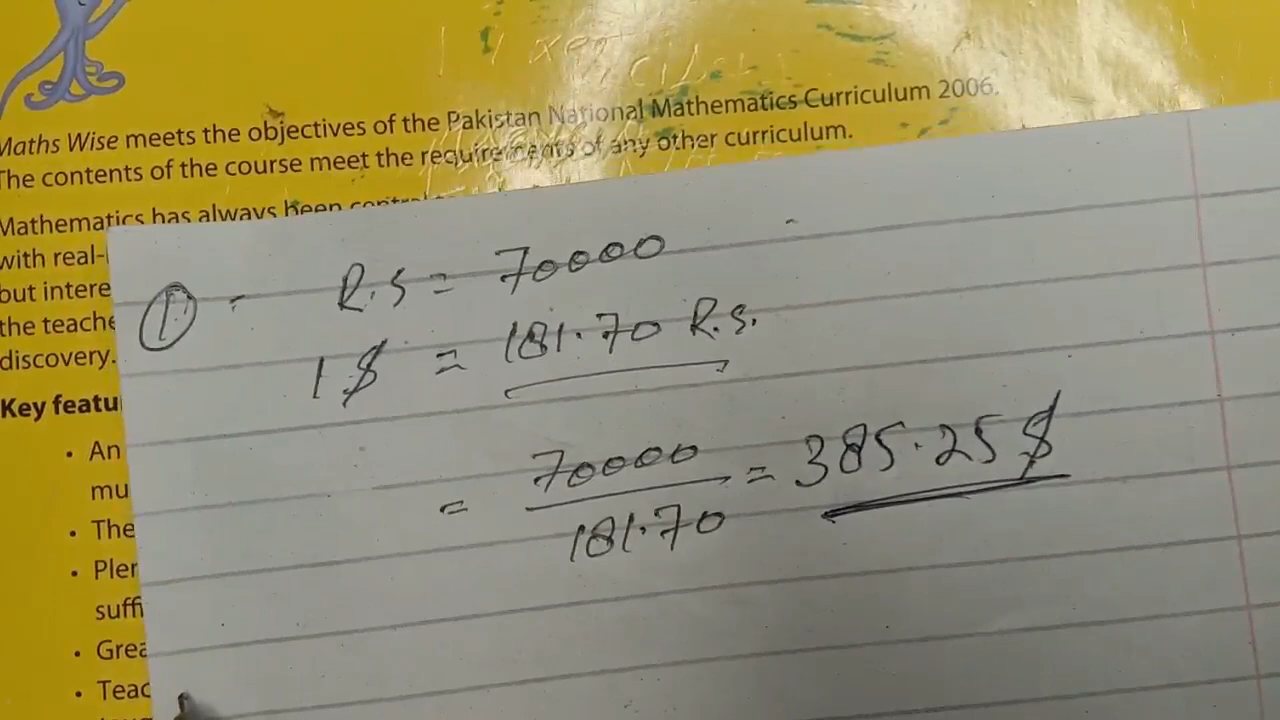 Maths Wise meets the objectives of the Pakistan National Mathematics Curriculum 2006.
The contents of the course meet the requirements of any other curriculum.
Mathematics has always been
with real-
but intere
the teache
discovery.
Key featu
• An
mu
• The
• Plen
suffi
• Grea
• Teac
① - R.S = 70000
1 $ = 181.70 R.S.
= 70000 / 181.70 = 385.25 $